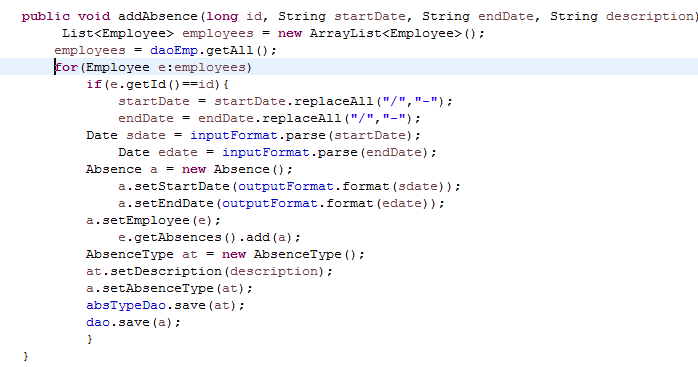 public void addAbsence(long id, String startDate, String endDate, String description)
List<Employee> employees = new ArrayList<Employee>();
employees = daoEmp.getAll();
for(Employee e:employees)
if(e.getId()==id){
startDate = startDate.replaceAll("/","-");
endDate = endDate.replaceAll("/","-");
Date sdate = inputFormat.parse(startDate);
Date edate = inputFormat.parse(endDate);
Absence a = new Absence();
a.setStartDate(outputFormat.format(sdate));
a.setEndDate(outputFormat.format(edate));
a.setEmployee(e);
e.getAbsences().add(a);
AbsenceType at = new AbsenceType();
at.setDescription(description);
a.setAbsenceType(at);
absTypeDao.save(at);
dao.save(a);
}
}